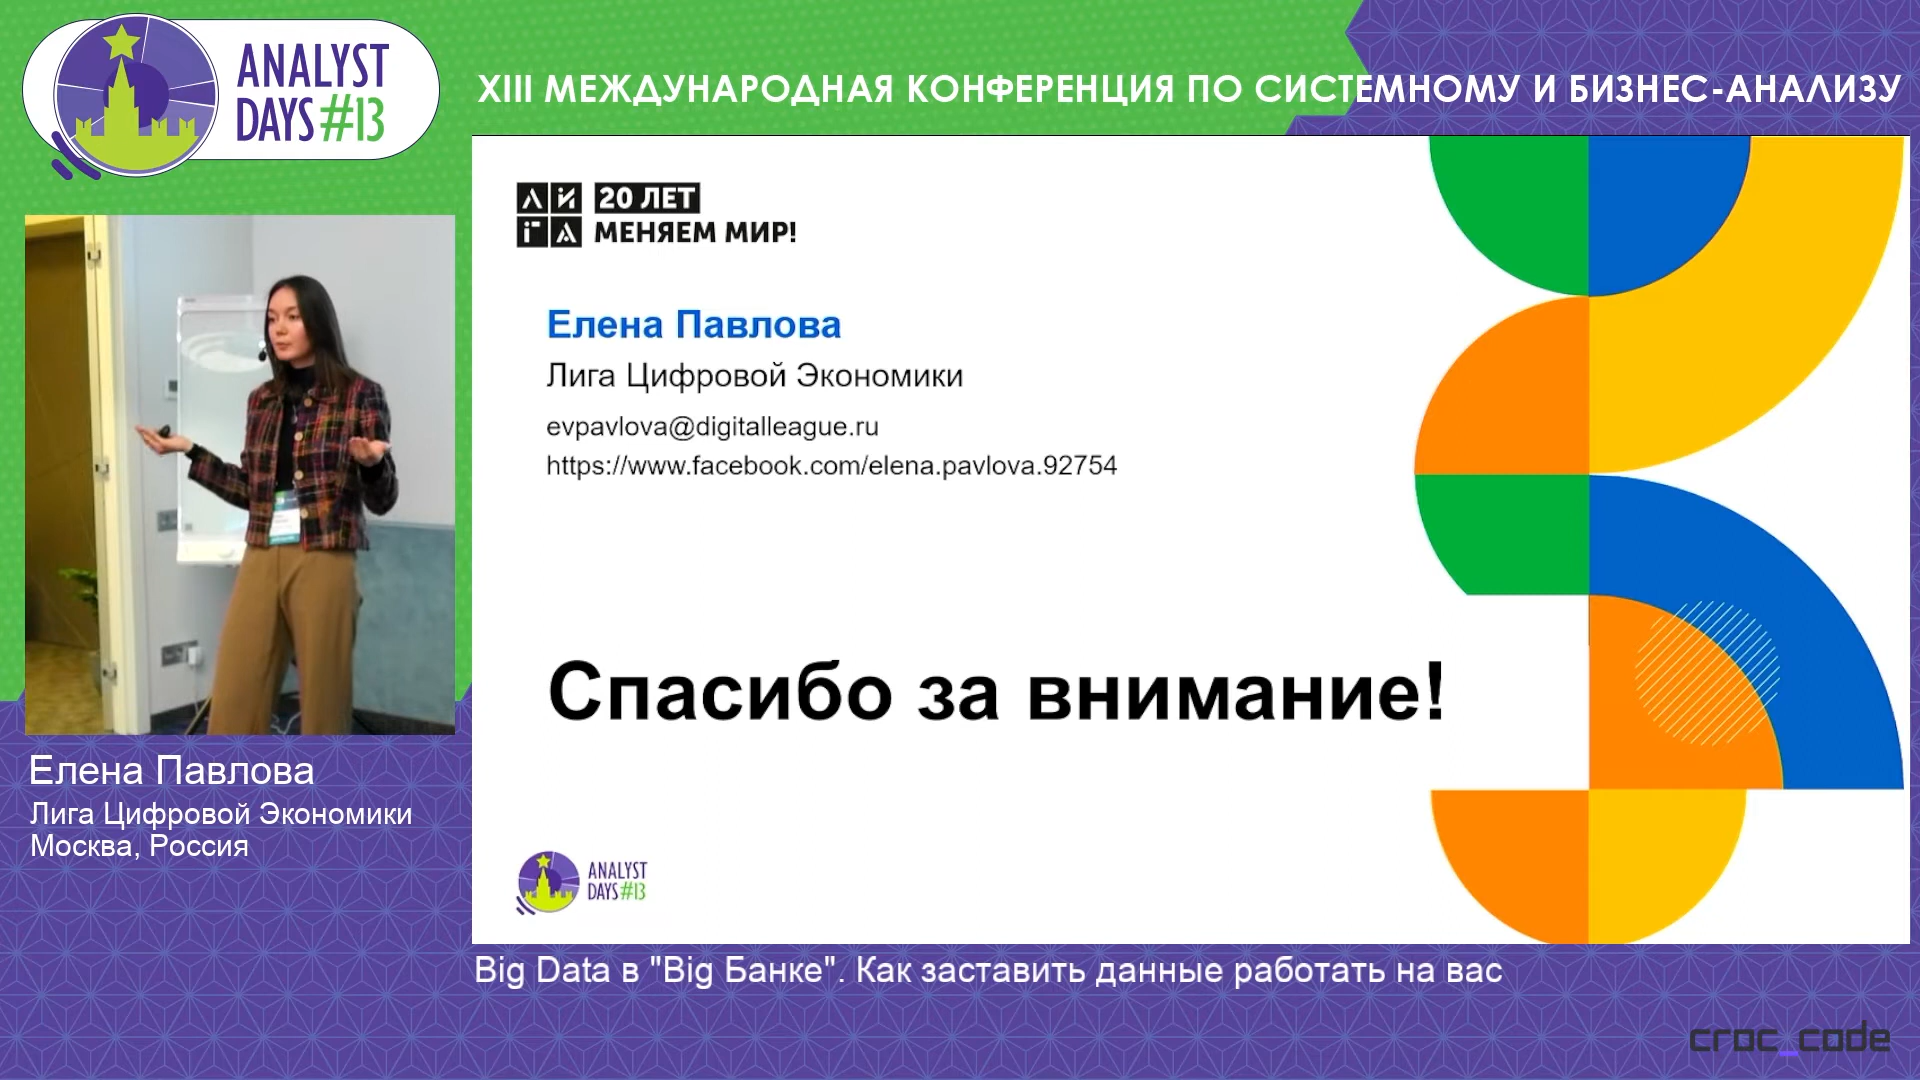 ANALYST
DAYS #13
XIII МЕЖДУНАРОДНАЯ КОНФЕРЕНЦИЯ ПО СИСТЕМНОМУ И БИЗНЕС-АНАЛИЗУ
ЛИ
ГА
20 ЛЕТ
МЕНЯЕМ МИР!
Елена Павлова
Лига Цифровой Экономики
evpavlova@digitalleague.ru
https://www.facebook.com/elena.pavlova.92754
Спасибо за внимание!
ANALYST
DAYS #13
Елена Павлова
Лига Цифровой Экономики
Москва, Россия
Big Data в "Big Банке". Как заставить данные работать на вас
croc_code